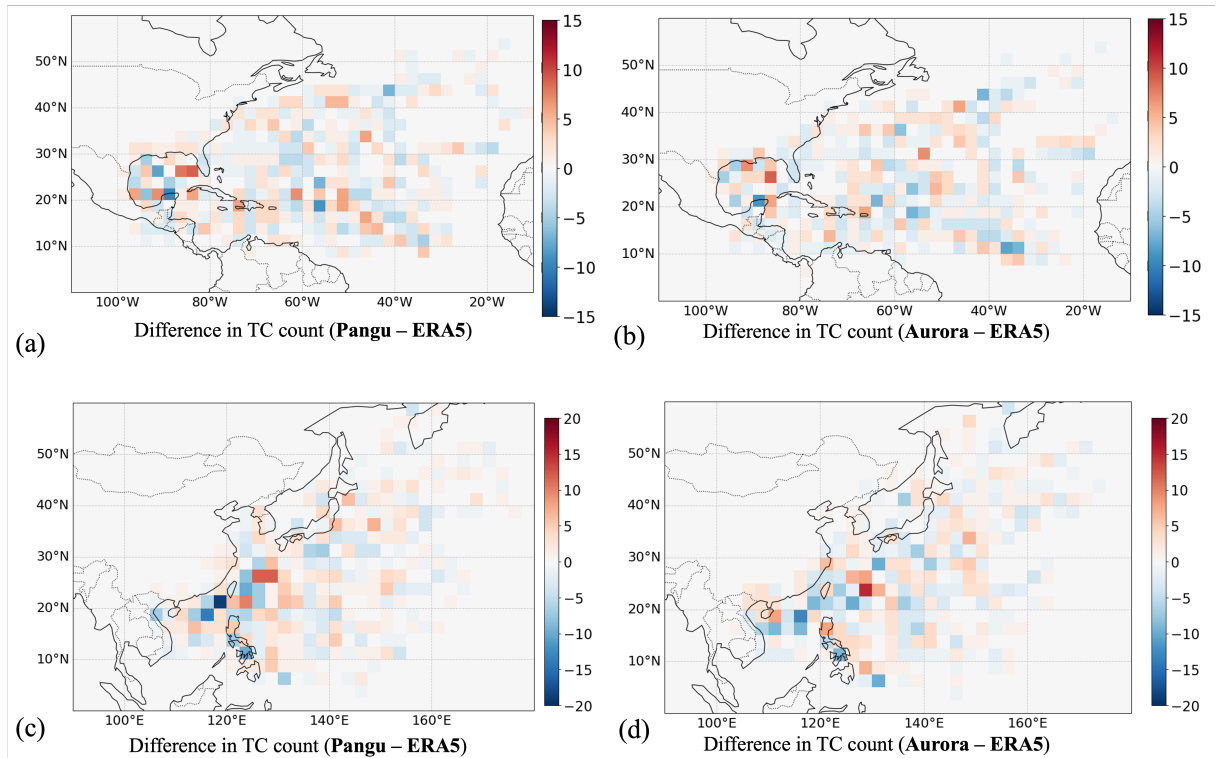 50°N
40°N
30°N
20°N
10°N
100°W 80°W 60°W 40°W 20°W
15
10
5
0
−5
−10
−15
(a) Difference in TC count (Pangu – ERA5)
50°N
40°N
30°N
20°N
10°N
100°W 80°W 60°W 40°W 20°W
15
10
5
0
−5
−10
−15
(b) Difference in TC count (Aurora – ERA5)
50°N
40°N
30°N
20°N
10°N
100°E 120°E 140°E 160°E
20
15
10
5
0
−5
−10
−15
−20
(c) Difference in TC count (Pangu – ERA5)
50°N
40°N
30°N
20°N
10°N
100°E 120°E 140°E 160°E
20
15
10
5
0
−5
−10
−15
−20
(d) Difference in TC count (Aurora – ERA5)